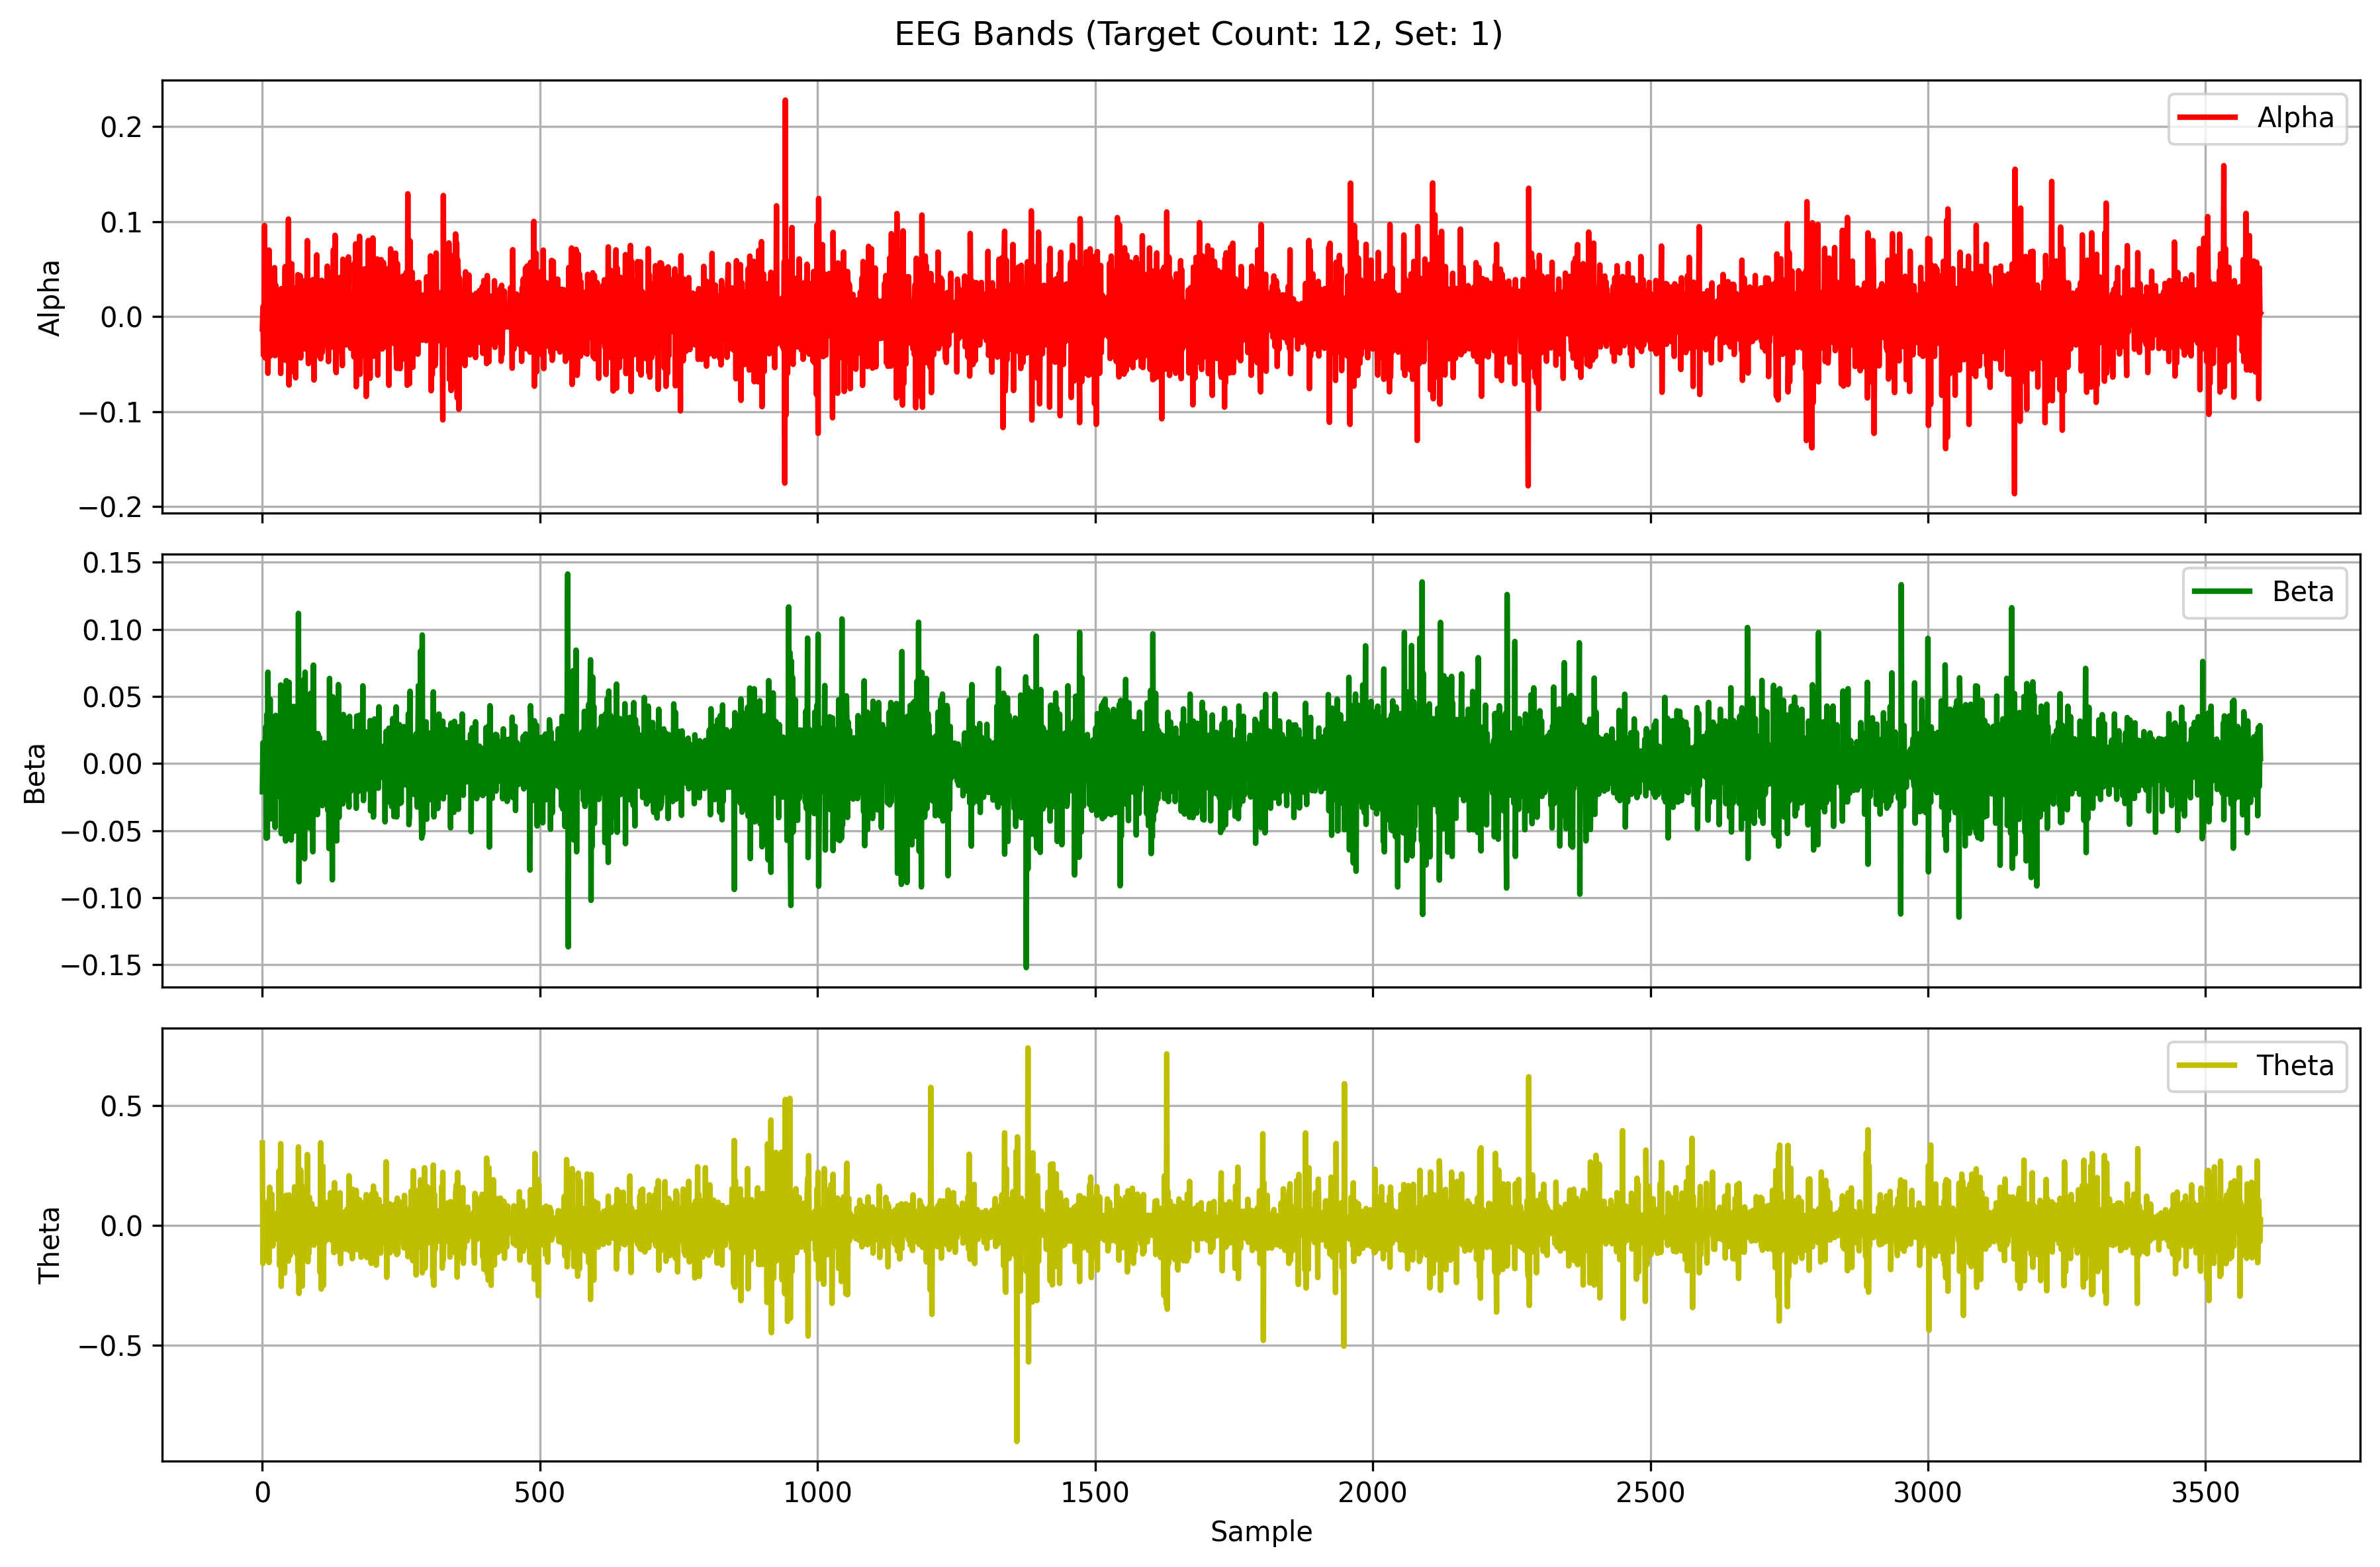 EEG Bands (Target Count: 12, Set: 1)
Alpha
0.2
0.1
0.0
−0.1
−0.2
Alpha
Beta
0.15
0.10
0.05
0.00
−0.05
−0.10
−0.15
Beta
Theta
0.5
0.0
−0.5
Theta
0 500 1000 1500 2000 2500 3000 3500
Sample